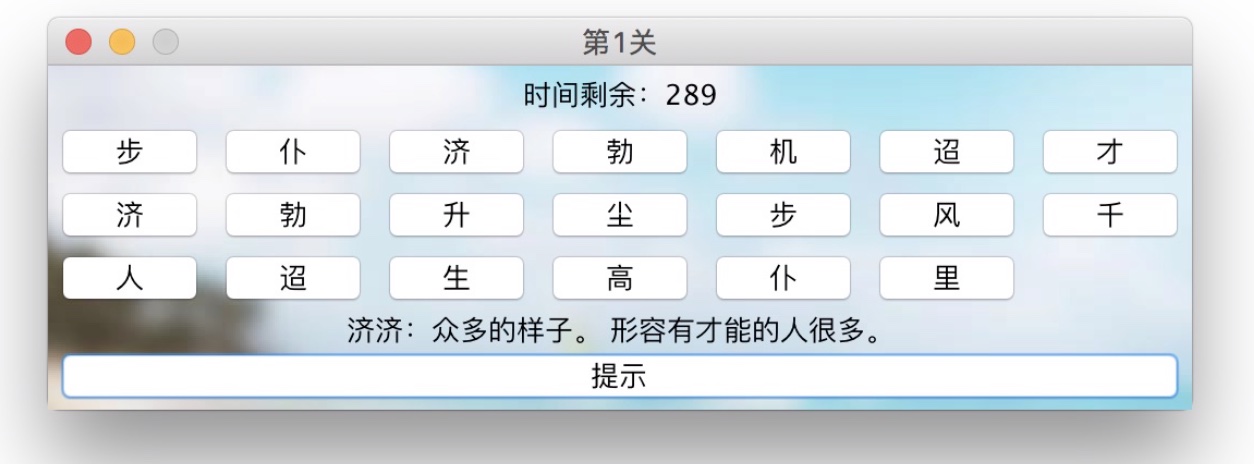 第1关
时间剩余：289
步 仆 济 勃 机 迢 才
济 勃 升 尘 步 风 千
人 迢 生 高 仆 里
济济：众多的样子。 形容有才能的人很多。
提示